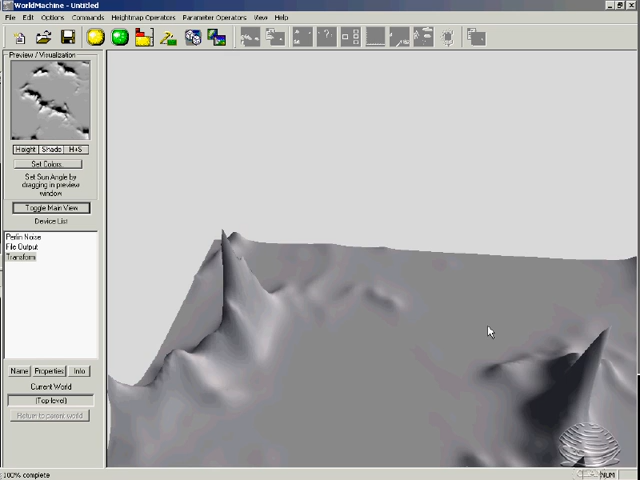 WorldMachine - Untitled
File Edit Options Commands Heightmap Operators Parameter Operators View Help
Preview / Visualization
Height Shade H+S
Set Colors..
Set Sun Angle by
dragging in preview
window
Toggle Main View
Device List
Perlin Noise
File Output
Transform
Name Properties Info
Current World
(Top level)
Return to parent world
100% complete
NUM